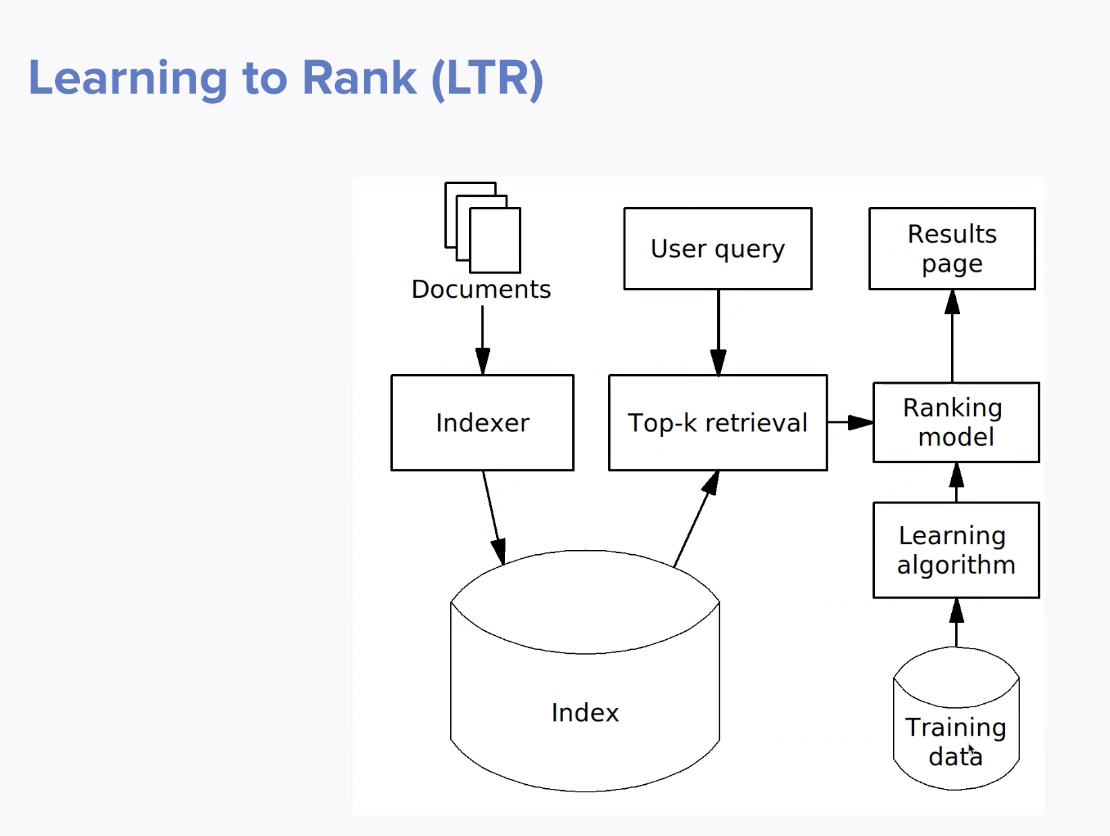 Learning to Rank (LTR)
Documents
User query
Results
page
Indexer
Top-k retrieval
Ranking
model
Learning
algorithm
Index
Training
data